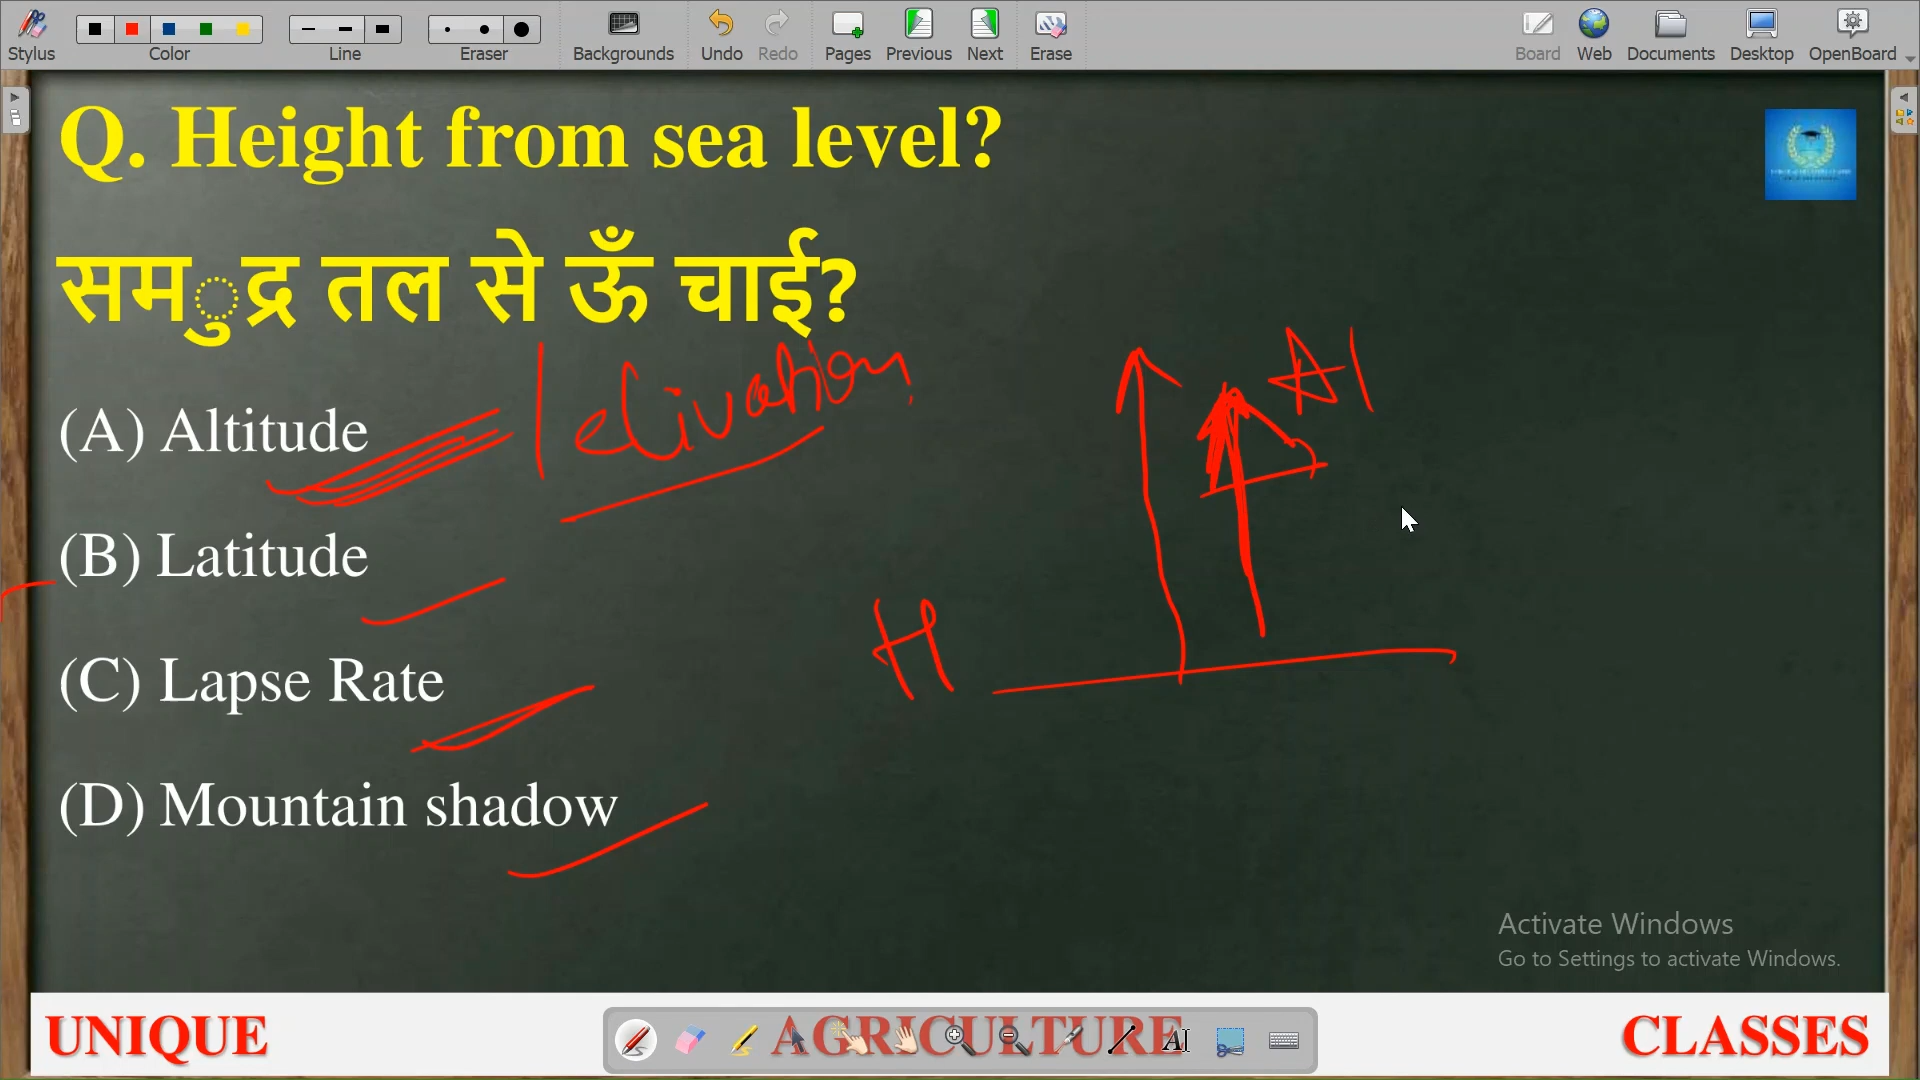 Stylus Color Line Eraser Backgrounds Undo Redo Pages Previous Next Erase Board Web Documents Desktop OpenBoard
Q. Height from sea level?
समुद्र तल से ऊँ चाई?
(A) Altitude | elivation
Al
(B) Latitude
H
(C) Lapse Rate
(D) Mountain shadow
Activate Windows
Go to Settings to activate Windows.
UNIQUE AGRICULTURE CLASSES